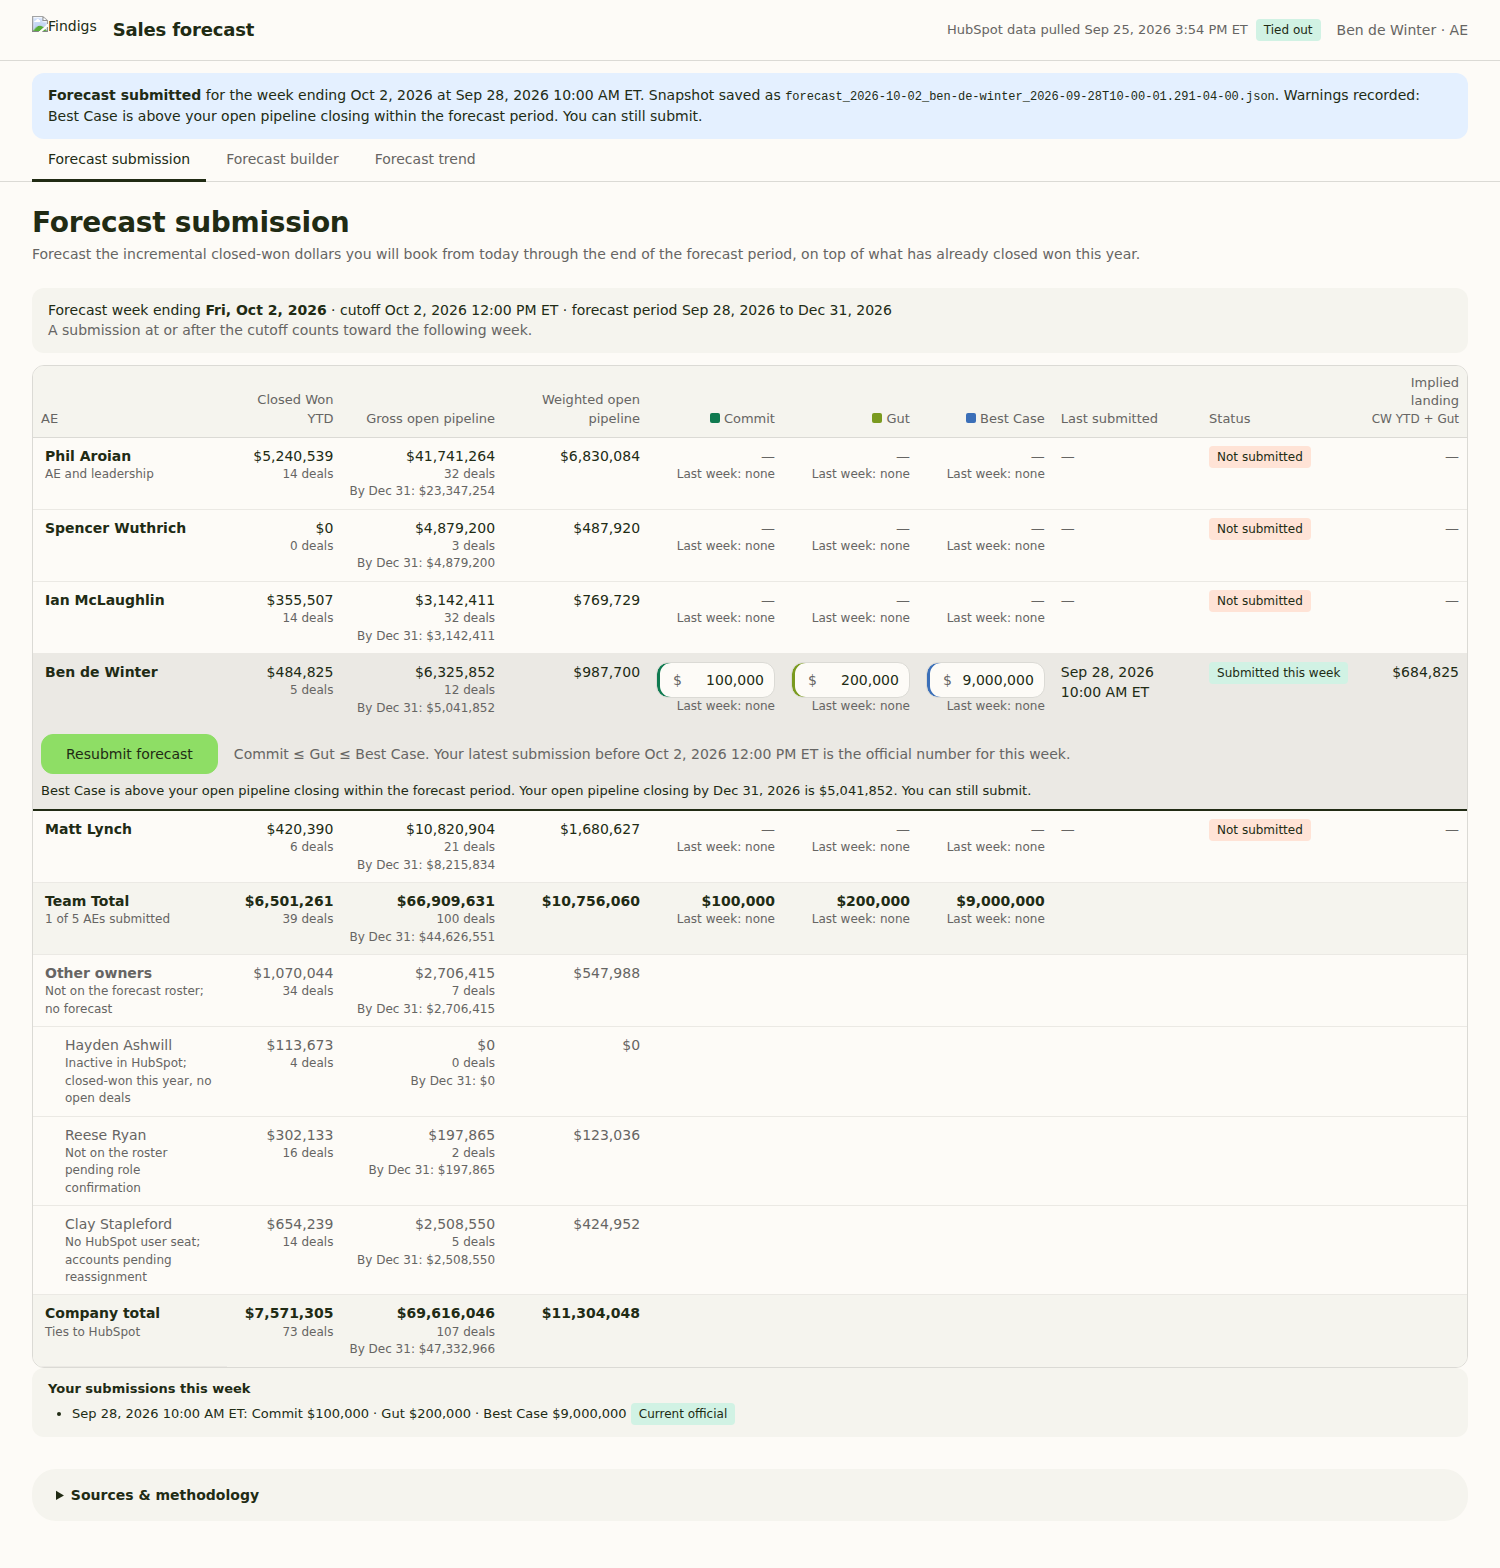 Findigs
Sales forecast
HubSpot data pulled Sep 25, 2026 3:54 PM ET
Tied out
Ben de Winter · AE
Forecast submitted for the week ending Oct 2, 2026 at Sep 28, 2026 10:00 AM ET. Snapshot saved as forecast_2026-10-02_ben-de-winter_2026-09-28T10-00-01.291-04-00.json. Warnings recorded:
Best Case is above your open pipeline closing within the forecast period. You can still submit.
Forecast submission
Forecast builder
Forecast trend
Forecast submission
Forecast the incremental closed-won dollars you will book from today through the end of the forecast period, on top of what has already closed won this year.
Forecast week ending Fri, Oct 2, 2026 · cutoff Oct 2, 2026 12:00 PM ET · forecast period Sep 28, 2026 to Dec 31, 2026
A submission at or after the cutoff counts toward the following week.
AE
Closed Won
YTD
Gross open pipeline
Weighted open
pipeline
Commit
Gut
Best Case
Last submitted
Status
Implied
landing
CW YTD + Gut
Phil Aroian $5,240,539 $41,741,264 $6,830,084 — — — — Not submitted —
AE and leadership 14 deals 32 deals Last week: none Last week: none Last week: none
By Dec 31: $23,347,254
Spencer Wuthrich $0 $4,879,200 $487,920 — — — — Not submitted —
0 deals 3 deals Last week: none Last week: none Last week: none
By Dec 31: $4,879,200
Ian McLaughlin $355,507 $3,142,411 $769,729 — — — — Not submitted —
14 deals 32 deals Last week: none Last week: none Last week: none
By Dec 31: $3,142,411
Ben de Winter $484,825 $6,325,852 $987,700 $ 100,000 $ 200,000 $ 9,000,000 Sep 28, 2026 Submitted this week $684,825
5 deals 12 deals 10:00 AM ET
By Dec 31: $5,041,852 Last week: none Last week: none Last week: none
Resubmit forecast Commit ≤ Gut ≤ Best Case. Your latest submission before Oct 2, 2026 12:00 PM ET is the official number for this week.
Best Case is above your open pipeline closing within the forecast period. Your open pipeline closing by Dec 31, 2026 is $5,041,852. You can still submit.
Matt Lynch $420,390 $10,820,904 $1,680,627 — — — — Not submitted —
6 deals 21 deals Last week: none Last week: none Last week: none
By Dec 31: $8,215,834
Team Total $6,501,261 $66,909,631 $10,756,060 $100,000 $200,000 $9,000,000
1 of 5 AEs submitted 39 deals 100 deals Last week: none Last week: none Last week: none
By Dec 31: $44,626,551
Other owners $1,070,044 $2,706,415 $547,988
Not on the forecast roster; 34 deals 7 deals
no forecast By Dec 31: $2,706,415
Hayden Ashwill $113,673 $0 $0
Inactive in HubSpot; 4 deals 0 deals
closed-won this year, no By Dec 31: $0
open deals
Reese Ryan $302,133 $197,865 $123,036
Not on the roster 16 deals 2 deals
pending role By Dec 31: $197,865
confirmation
Clay Stapleford $654,239 $2,508,550 $424,952
No HubSpot user seat; 14 deals 5 deals
accounts pending By Dec 31: $2,508,550
reassignment
Company total $7,571,305 $69,616,046 $11,304,048
Ties to HubSpot 73 deals 107 deals
By Dec 31: $47,332,966
Your submissions this week
• Sep 28, 2026 10:00 AM ET: Commit $100,000 · Gut $200,000 · Best Case $9,000,000 Current official
Sources & methodology